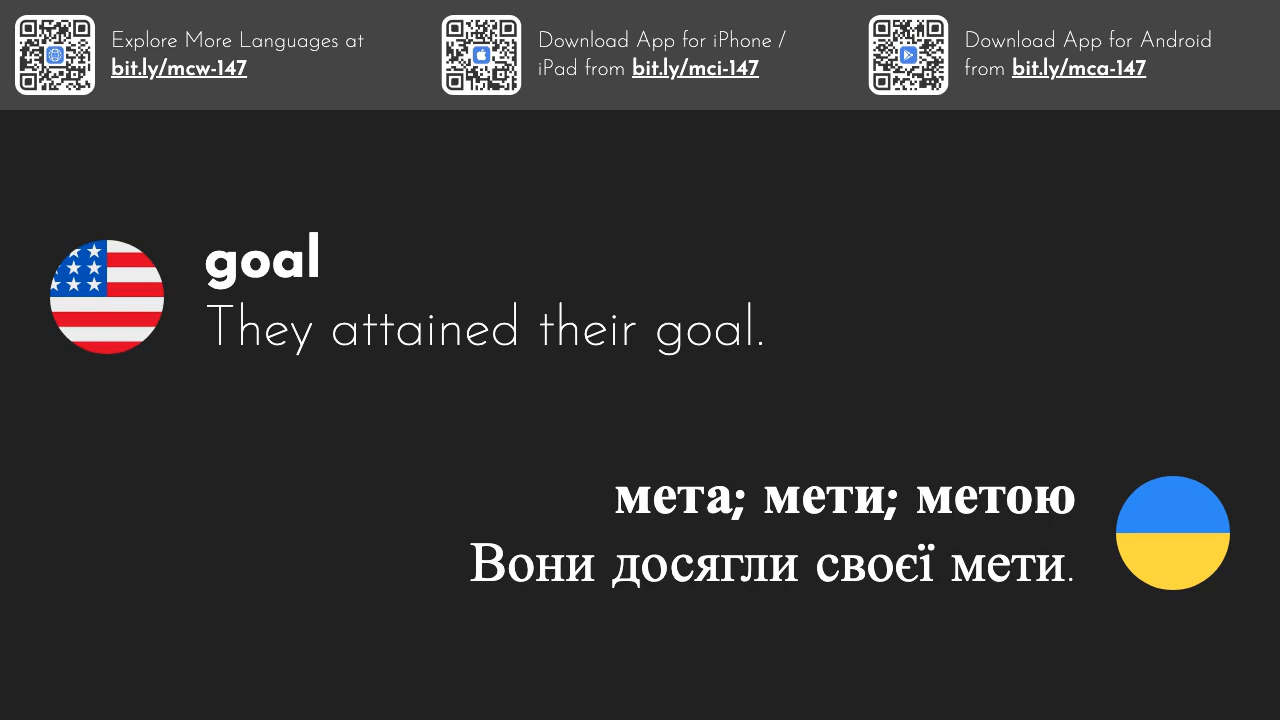 Explore More Languages at
bit.ly/mcw-147
Download App for iPhone /
iPad from bit.ly/mci-147
Download App for Android
from bit.ly/mca-147
goal
They attained their goal.
мета; мети; метою
Вони досягли своєї мети.